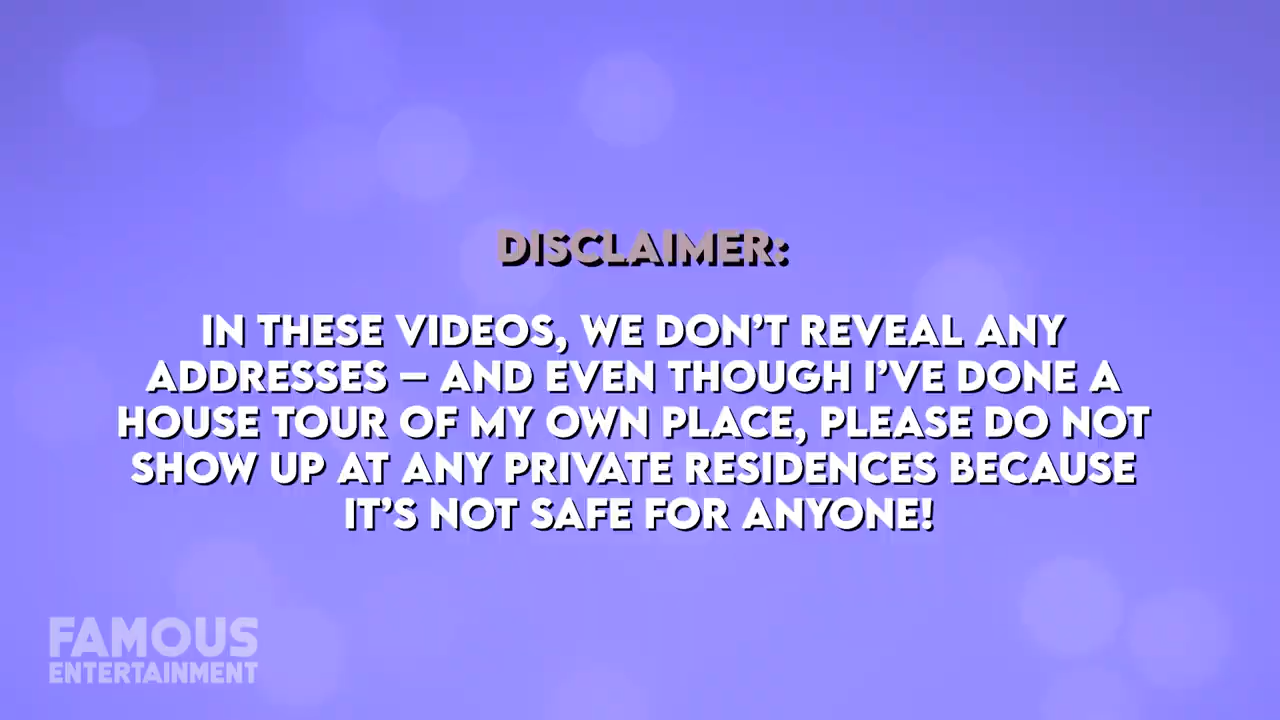 DISCLAIMER:
IN THESE VIDEOS, WE DON'T REVEAL ANY
ADDRESSES – AND EVEN THOUGH I'VE DONE A
HOUSE TOUR OF MY OWN PLACE, PLEASE DO NOT
SHOW UP AT ANY PRIVATE RESIDENCES BECAUSE
IT'S NOT SAFE FOR ANYONE!
FAMOUS
ENTERTAINMENT